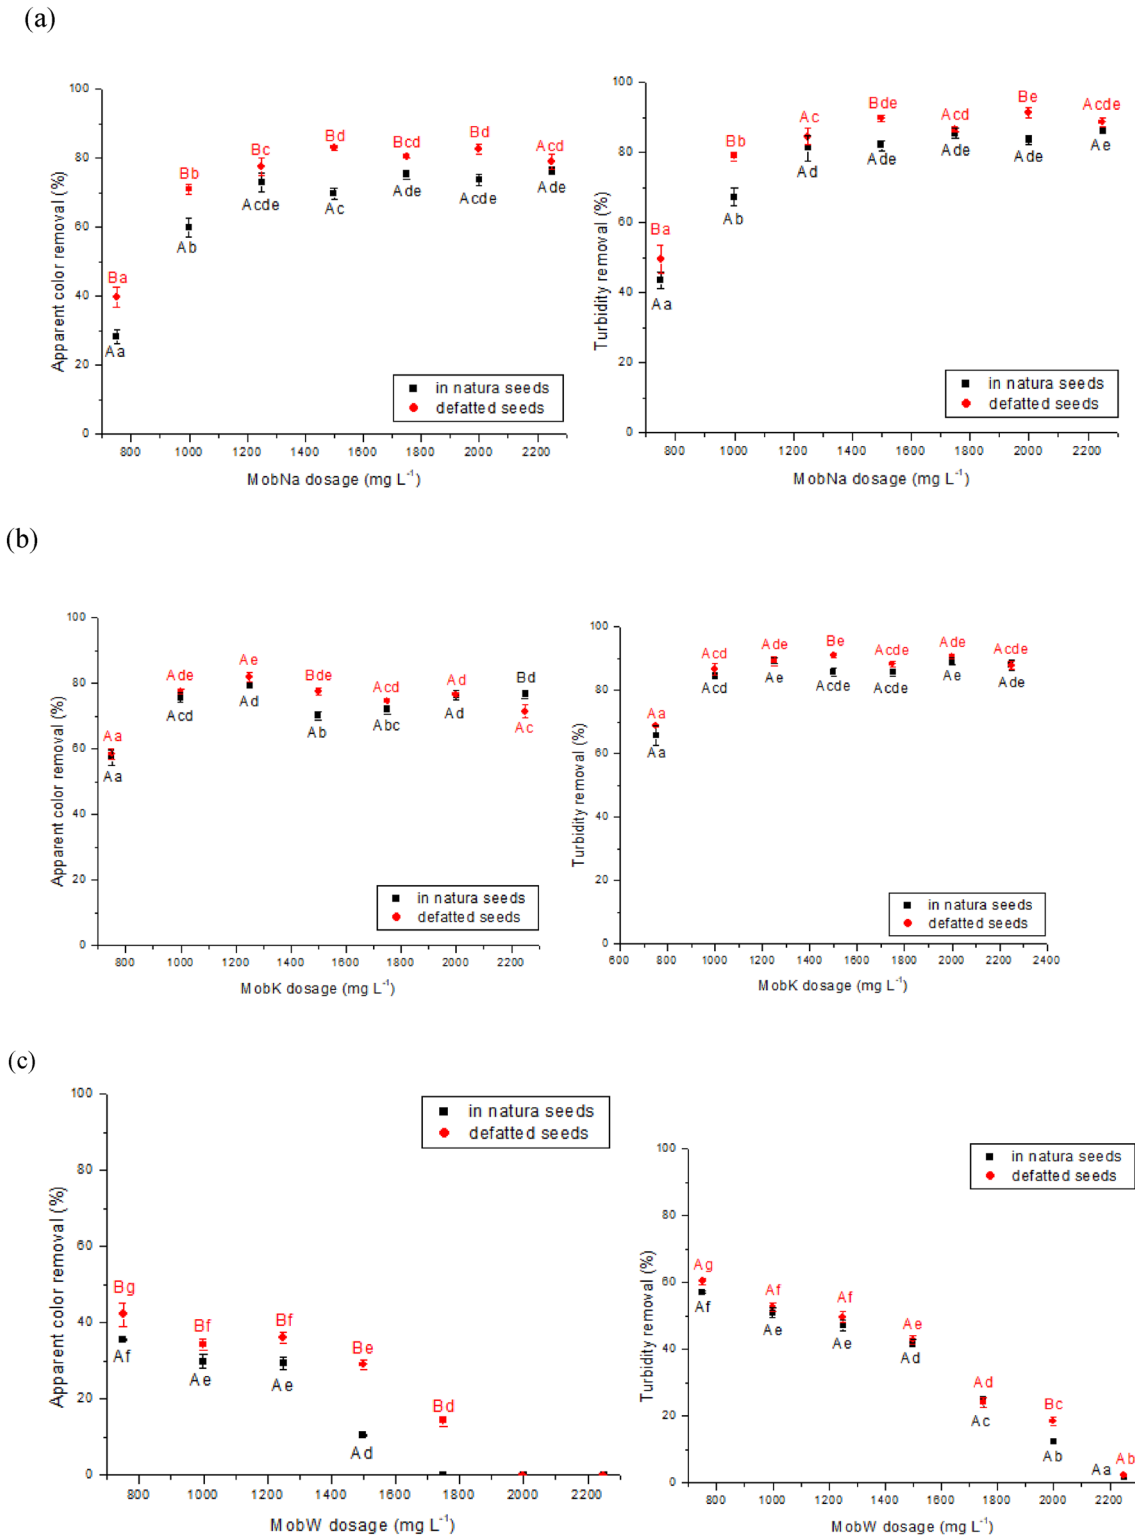 (a)
100
80
60
40
20
0
Apparent color removal (%)
Ba
Aa
Bb
Ab
Bc
Acde
Bd
Ac
Bcd
Ade
Bd
Acde
Acd
Ade
in natura seeds
defatted seeds
800 1000 1200 1400 1600 1800 2000 2200
MobNa dosage (mg L⁻¹)
100
80
60
40
20
0
Turbidity removal (%)
Ba
Aa
Bb
Ab
Ac
Ad
Bde
Ade
Acd
Ade
Be
Ade
Acde
Ae
in natura seeds
defatted seeds
800 1000 1200 1400 1600 1800 2000 2200
MobNa dosage (mg L⁻¹)
(b)
100
80
60
40
20
0
Apparent color removal (%)
Aa
Aa
Ade
Acd
Ae
Ad
Bde
Ab
Acd
Abc
Ad
Ad
Bd
Ac
in natura seeds
defatted seeds
800 1000 1200 1400 1600 1800 2000 2200
MobK dosage (mg L⁻¹)
100
80
60
40
20
0
Turbidity removal (%)
Aa
Aa
Acd
Acd
Ade
Ae
Be
Acde
Acde
Acde
Ade
Ae
Acde
Ade
in natura seeds
defatted seeds
600 800 1000 1200 1400 1600 1800 2000 2200 2400
MobK dosage (mg L⁻¹)
(c)
100
80
60
40
20
0
Apparent color removal (%)
in natura seeds
defatted seeds
Bg
Af
Bf
Ae
Bf
Ae
Be
Ad
Bd
800 1000 1200 1400 1600 1800 2000 2200
MobW dosage (mg L⁻¹)
100
80
60
40
20
0
Turbidity removal (%)
in natura seeds
defatted seeds
Ag
Af
Af
Ae
Af
Ae
Ae
Ad
Ad
Ac
Bc
Ab
Aa
Ab
800 1000 1200 1400 1600 1800 2000 2200
MobW dosage (mg L⁻¹)